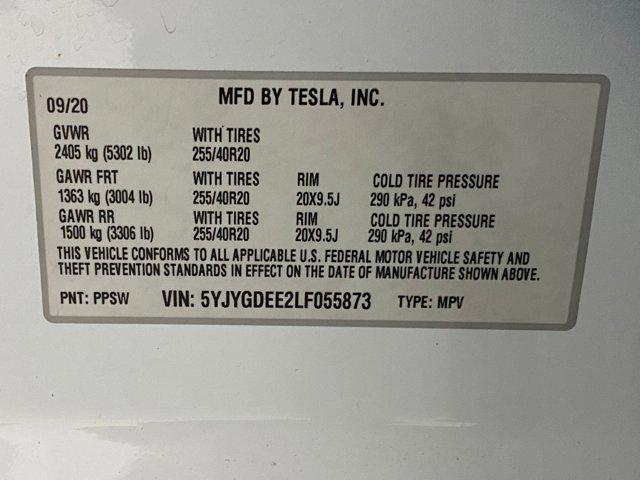 09/20 MFD BY TESLA, INC.
GVWR WITH TIRES
2405 kg (5302 lb) 255/40R20
GAWR FRT WITH TIRES RIM COLD TIRE PRESSURE
1363 kg (3004 lb) 255/40R20 20X9.5J 290 kPa, 42 psi
GAWR RR WITH TIRES RIM COLD TIRE PRESSURE
1500 kg (3306 lb) 255/40R20 20X9.5J 290 kPa, 42 psi
THIS VEHICLE CONFORMS TO ALL APPLICABLE U.S. FEDERAL MOTOR VEHICLE SAFETY AND
THEFT PREVENTION STANDARDS IN EFFECT ON THE DATE OF MANUFACTURE SHOWN ABOVE.
PNT: PPSW VIN: 5YJYGDEE2LF055873 TYPE: MPV